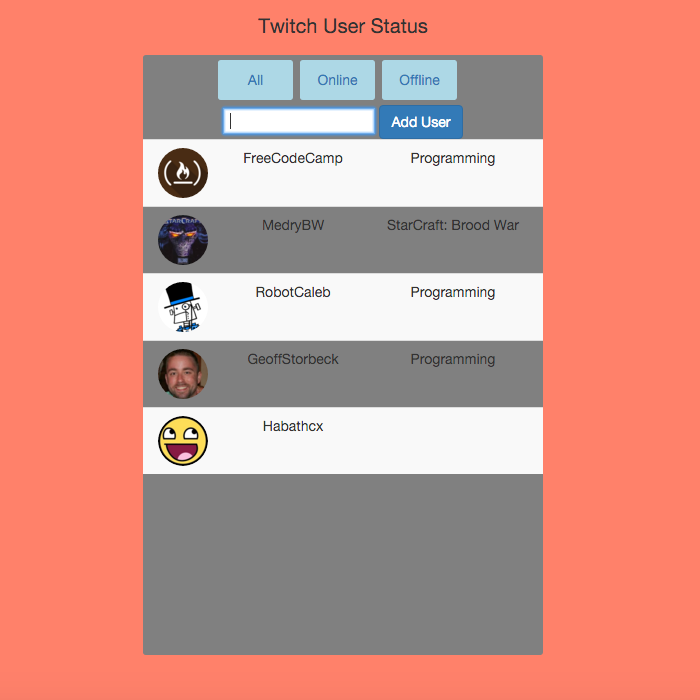 Twitch User Status
All Online Offline
Add User
FreeCodeCamp Programming
MedryBW StarCraft: Brood War
RobotCaleb Programming
GeoffStorbeck Programming
Habathcx